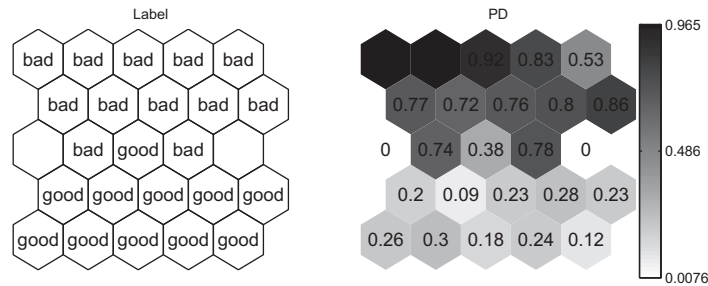 Label
PD
bad bad bad bad bad
bad bad bad bad bad
bad good bad
good good good good good
good good good good good
0.92 0.83 0.53
0.77 0.72 0.76 0.8 0.86
0 0.74 0.38 0.78 0
0.2 0.09 0.23 0.28 0.23
0.26 0.3 0.18 0.24 0.12
0.965
0.486
0.0076